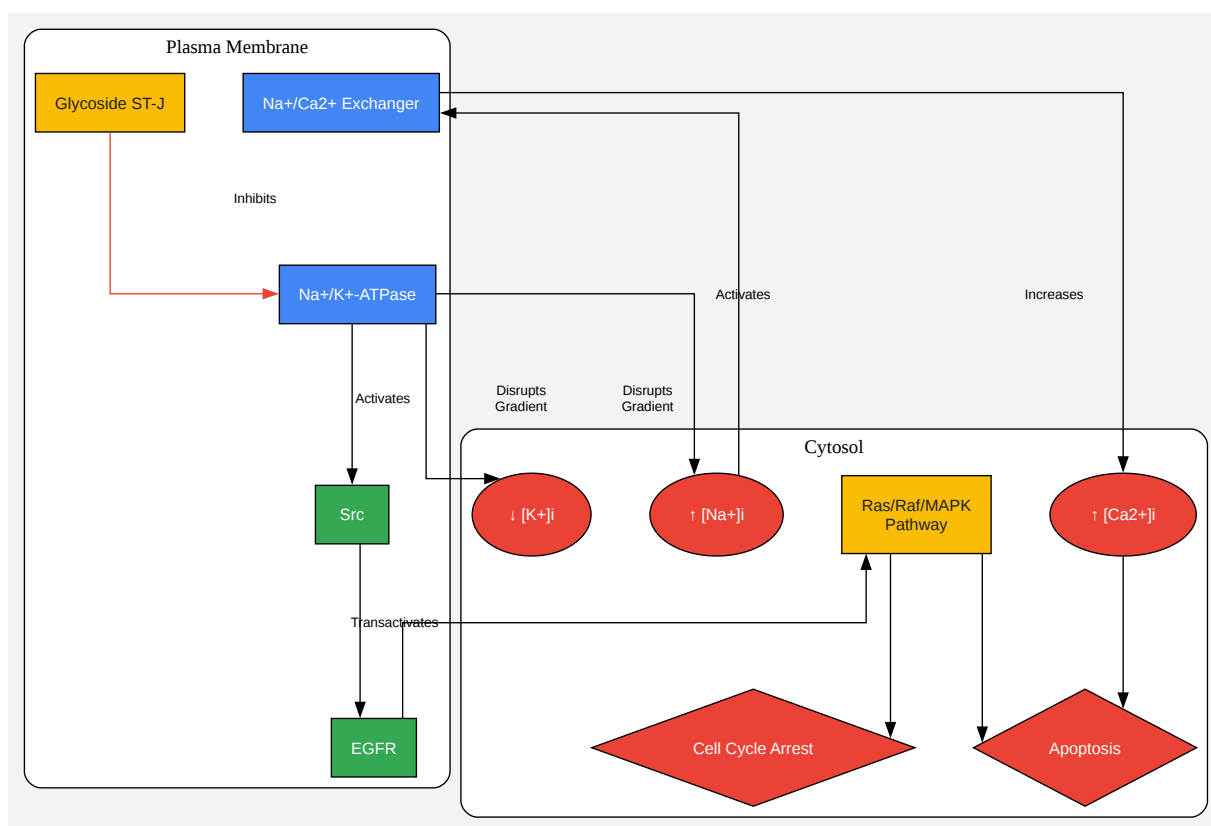 Plasma Membrane
Glycoside ST-J
Na+/Ca2+ Exchanger
Inhibits
Na+/K+-ATPase
Activates
Increases
Activates
Disrupts
Gradient
Disrupts
Gradient
Cytosol
Src
↓ [K+]i
↑ [Na+]i
Ras/Raf/MAPK
Pathway
↑ [Ca2+]i
Transactivates
EGFR
Cell Cycle Arrest
Apoptosis